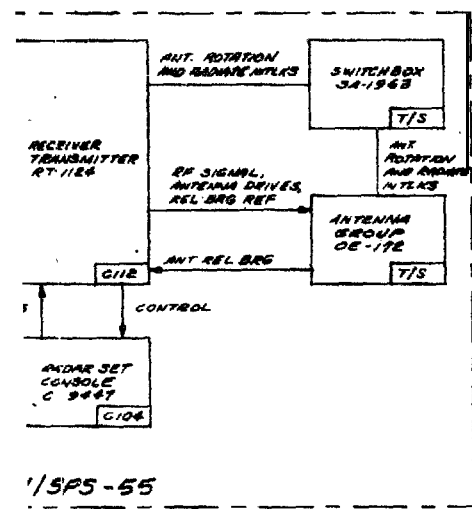 ANT. ROTATION
AND RADIATE INTLKS
SWITCHBOX
SA-1963
T/S
RECEIVER
TRANSMITTER
RT-1124
ANT
ROTATION
AND RADIATE
INTLKS
RF SIGNAL,
ANTENNA DRIVES,
REL BRG REF
ANTENNA
GROUP
OE-172
T/S
ANT REL BRG
C112
S
CONTROL
RADAR SET
CONSOLE
C 9447
C104
/SPS-55